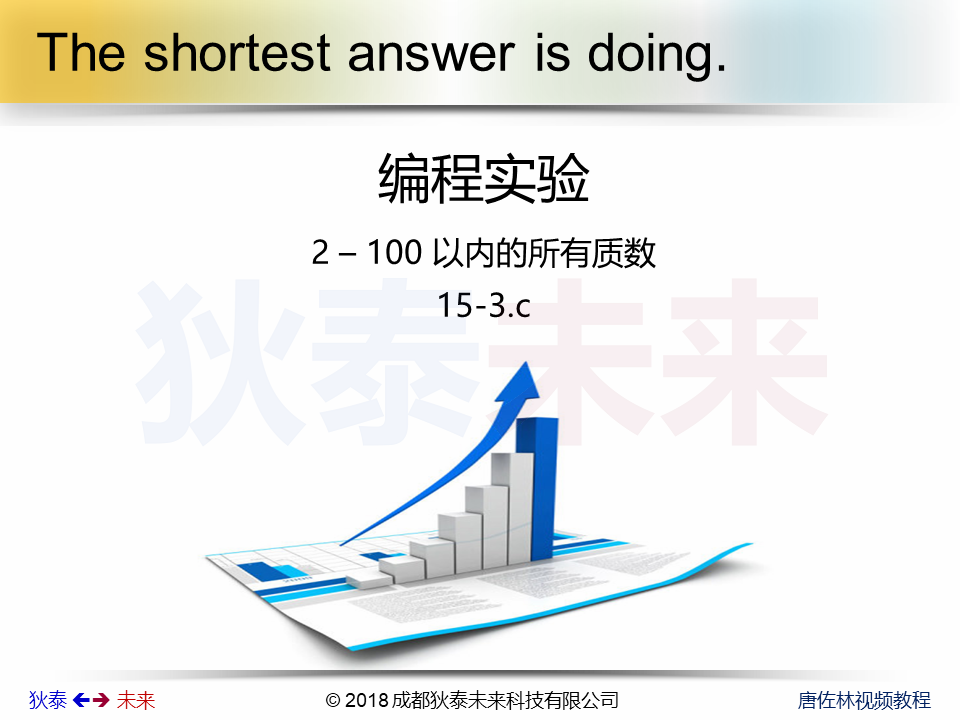 The shortest answer is doing.
编程实验
2 – 100 以内的所有质数
15-3.c
狄泰未来
狄泰 🡸🡺 未来
© 2018 成都狄泰未来科技有限公司
唐佐林视频教程